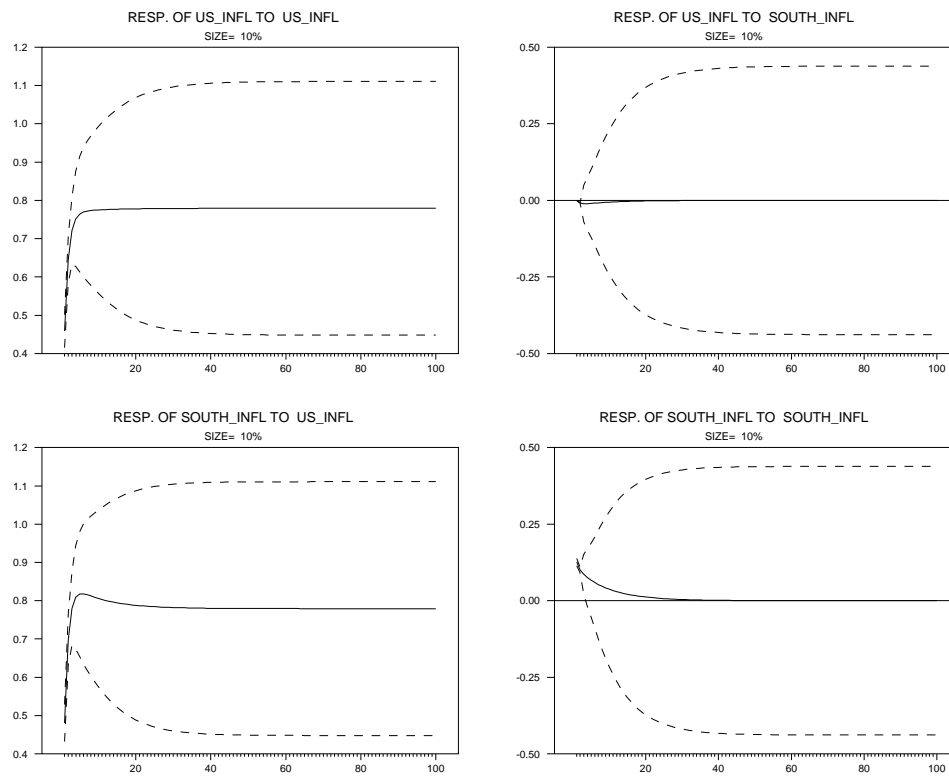 RESP. OF US_INFL TO US_INFL
SIZE= 10%
1.2
1.1
1.0
0.9
0.8
0.7
0.6
0.5
0.4
20 40 60 80 100
RESP. OF US_INFL TO SOUTH_INFL
SIZE= 10%
0.50
0.25
0.00
-0.25
-0.50
20 40 60 80 100
RESP. OF SOUTH_INFL TO US_INFL
SIZE= 10%
1.2
1.1
1.0
0.9
0.8
0.7
0.6
0.5
0.4
20 40 60 80 100
RESP. OF SOUTH_INFL TO SOUTH_INFL
SIZE= 10%
0.50
0.25
0.00
-0.25
-0.50
20 40 60 80 100